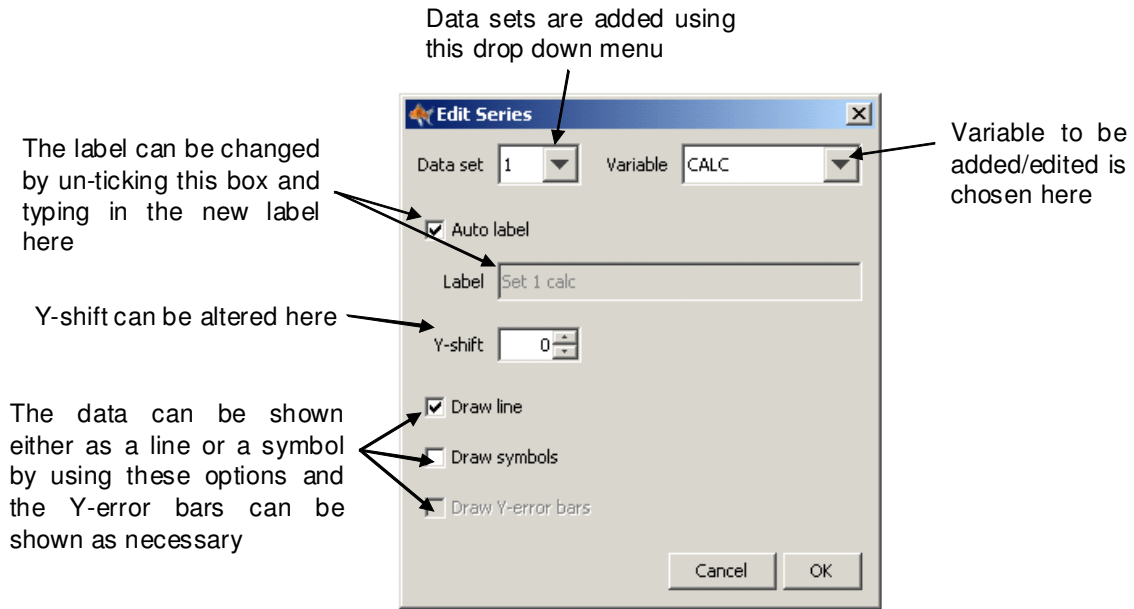 Data sets are added using
this drop down menu
Edit Series
Data set 1 Variable CALC
Variable to be
added/edited is
chosen here
The label can be changed
by un-ticking this box and
typing in the new label
here
Auto label
Label Set 1 calc
Y-shift can be altered here
Y-shift 0
The data can be shown
either as a line or a symbol
by using these options and
the Y-error bars can be
shown as necessary
Draw line
Draw symbols
Draw Y-error bars
Cancel OK